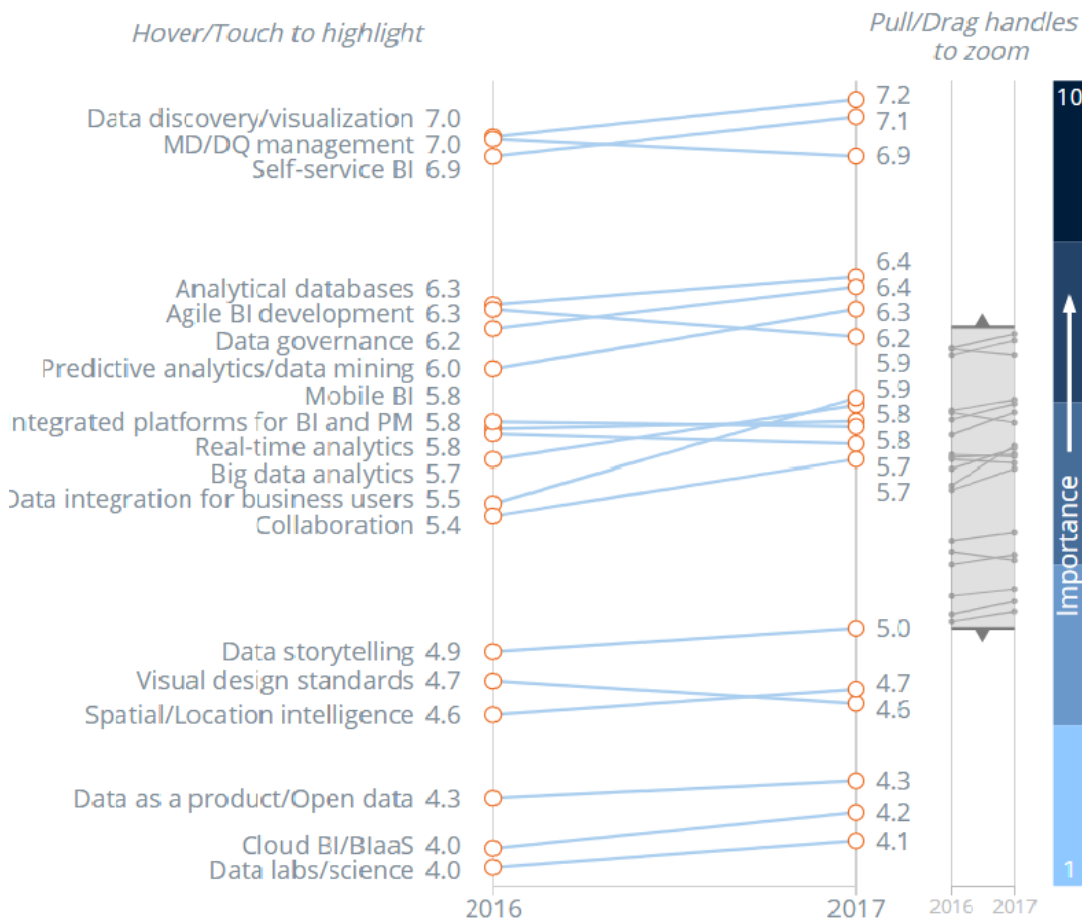 Hover/Touch to highlight
Pull/Drag handles
to zoom
Data discovery/visualization 7.0
MD/DQ management 7.0
Self-service BI 6.9
7.2
7.1
6.9
Analytical databases 6.3
Agile BI development 6.3
Data governance 6.2
Predictive analytics/data mining 6.0
Mobile BI 5.8
ntegrated platforms for BI and PM 5.8
Real-time analytics 5.8
Big data analytics 5.7
Data integration for business users 5.5
Collaboration 5.4
6.4
6.4
6.3
6.2
5.9
5.9
5.8
5.8
5.7
5.7
Data storytelling 4.9
Visual design standards 4.7
Spatial/Location intelligence 4.6
5.0
4.7
4.6
Data as a product/Open data 4.3
Cloud BI/BIaaS 4.0
Data labs/science 4.0
4.3
4.2
4.1
2016
2017
2016
2017
10
Importance
1